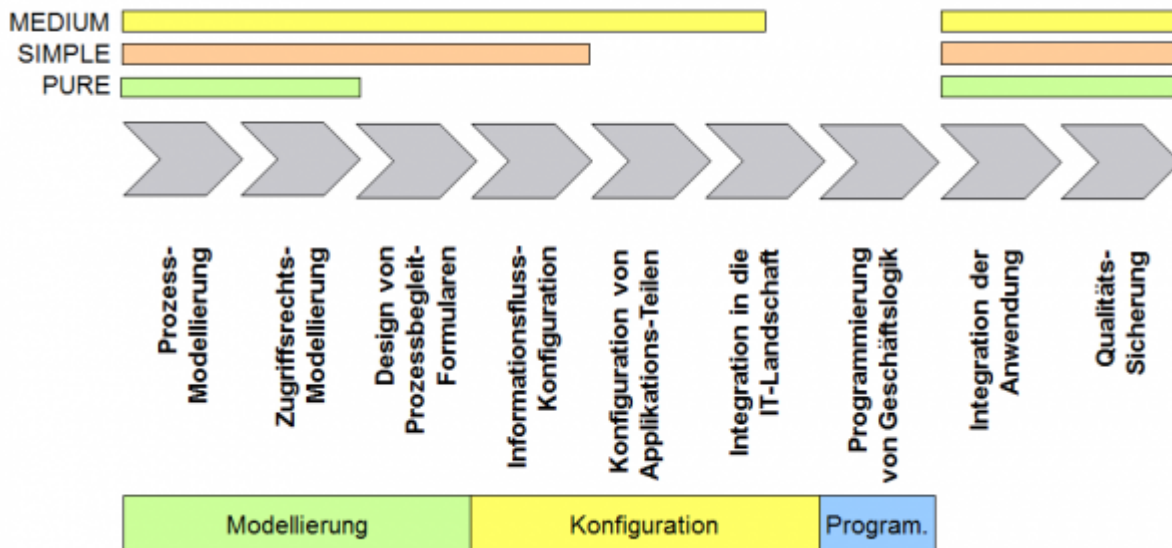 MEDIUM
SIMPLE
PURE
Prozess-
Modellierung
Zugriffsrechts-
Modellierung
Design von
Prozessbegleit-
Formularen
Informationsfluss-
Konfiguration
Konfiguration von
Applikations-Teilen
Integration in die
IT-Landschaft
Programmierung
von Geschäftslogik
Integration der
Anwendung
Qualitäts-
Sicherung
Modellierung
Konfiguration
Program.